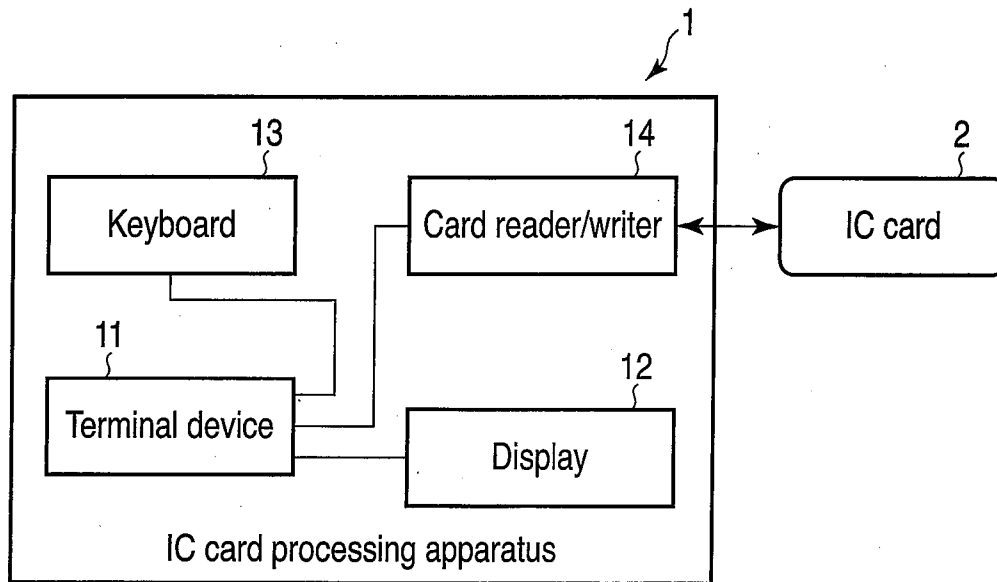 1
13
14
2
Keyboard
Card reader/writer
IC card
11
12
Terminal device
Display
IC card processing apparatus